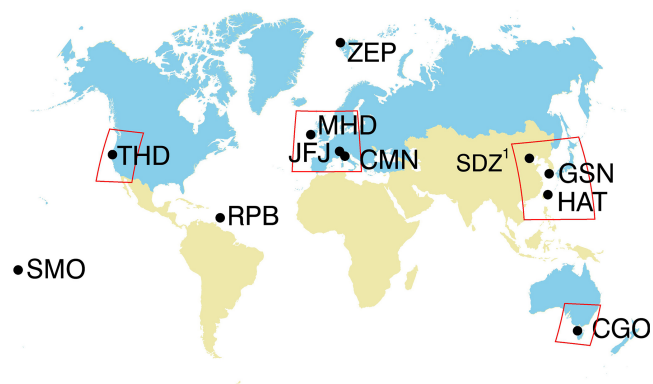 ZEP
MHD
THD
JFJ
CMN
SDZ¹
GSN
HAT
RPB
SMO
CGO